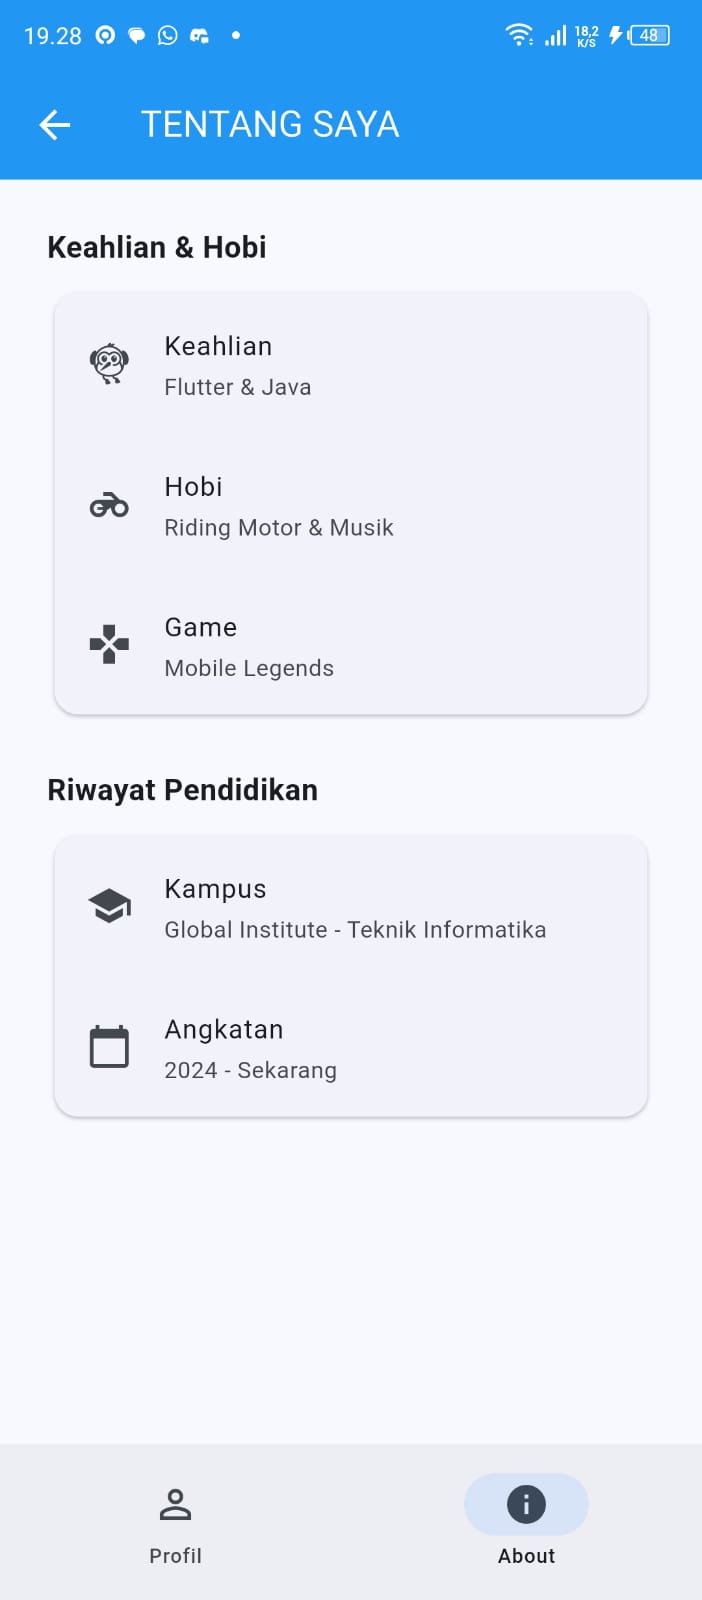 19.28
18,2
K/S
48
TENTANG SAYA
Keahlian & Hobi
Keahlian
Flutter & Java
Hobi
Riding Motor & Musik
Game
Mobile Legends
Riwayat Pendidikan
Kampus
Global Institute - Teknik Informatika
Angkatan
2024 - Sekarang
Profil
About